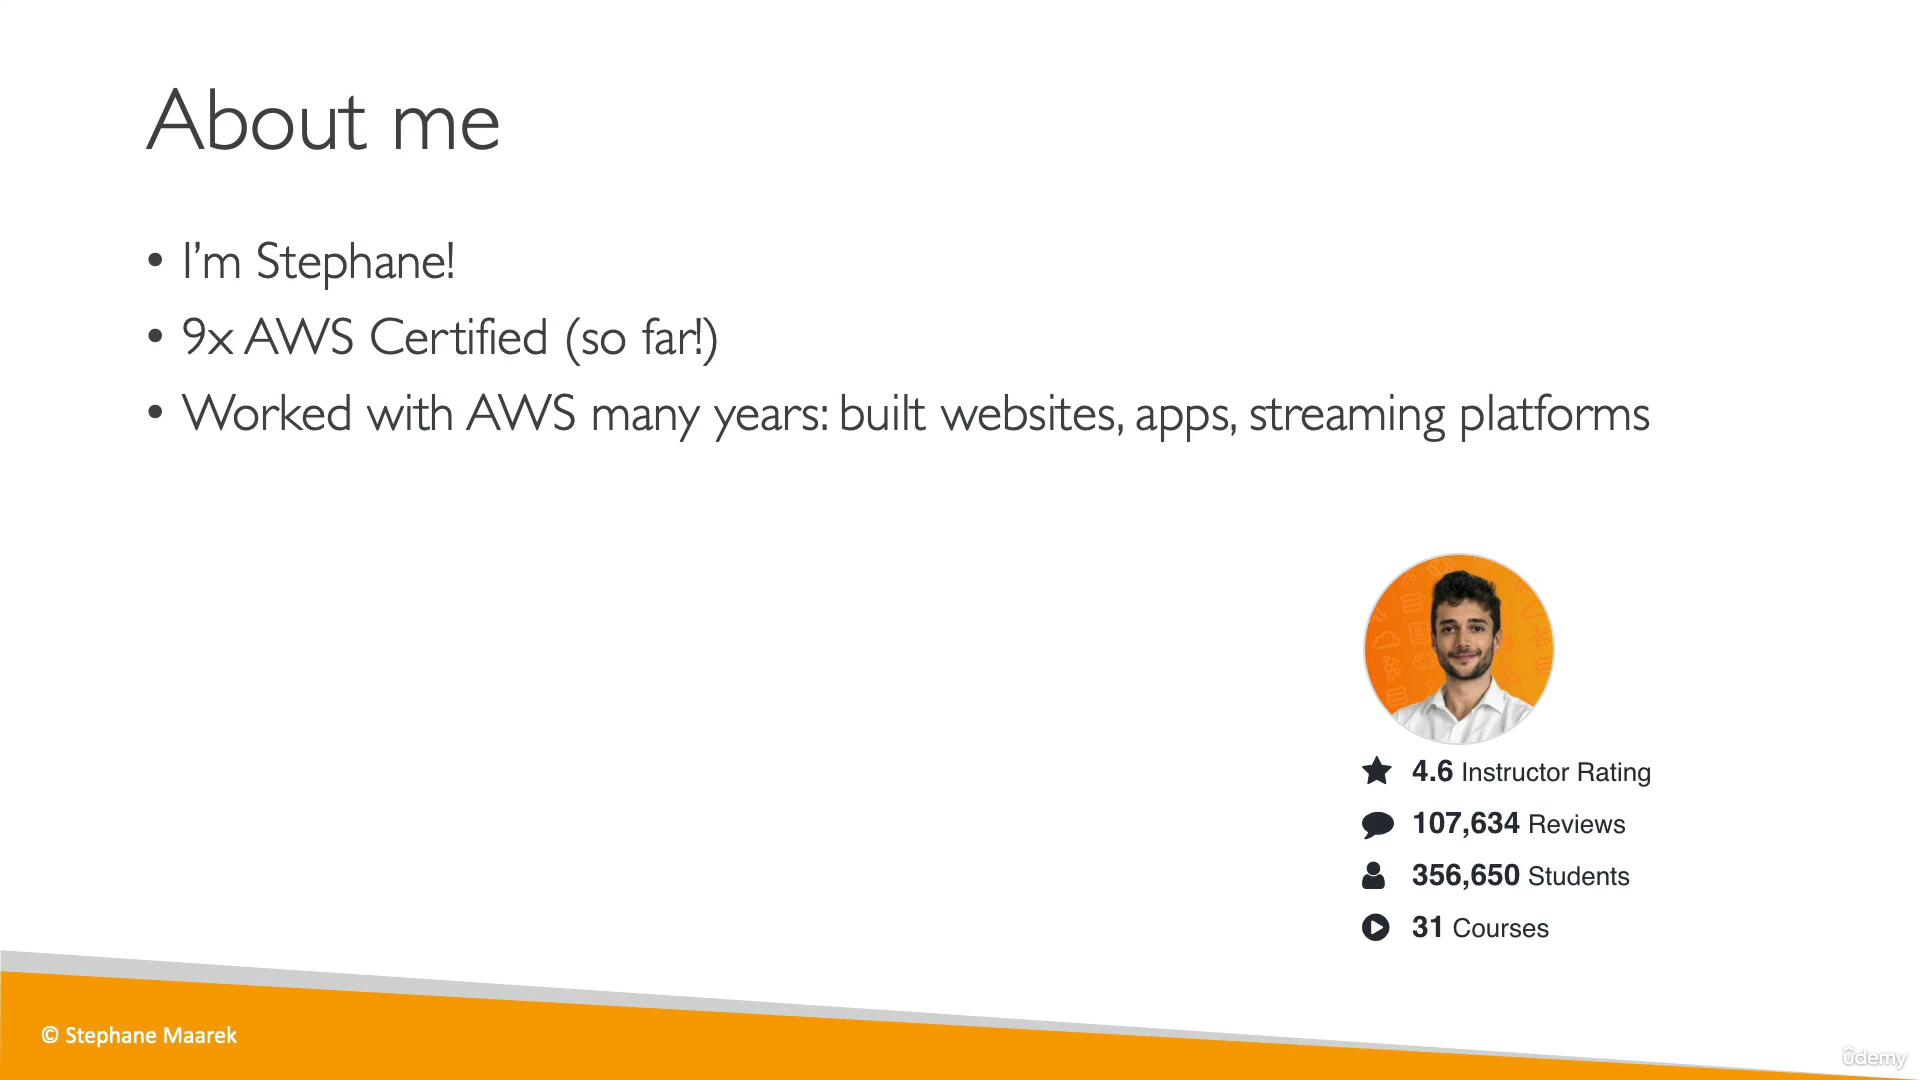 About me
• I'm Stephane!
• 9x AWS Certified (so far!)
• Worked with AWS many years: built websites, apps, streaming platforms
4.6 Instructor Rating
107,634 Reviews
356,650 Students
31 Courses
© Stephane Maarek
ûdemy